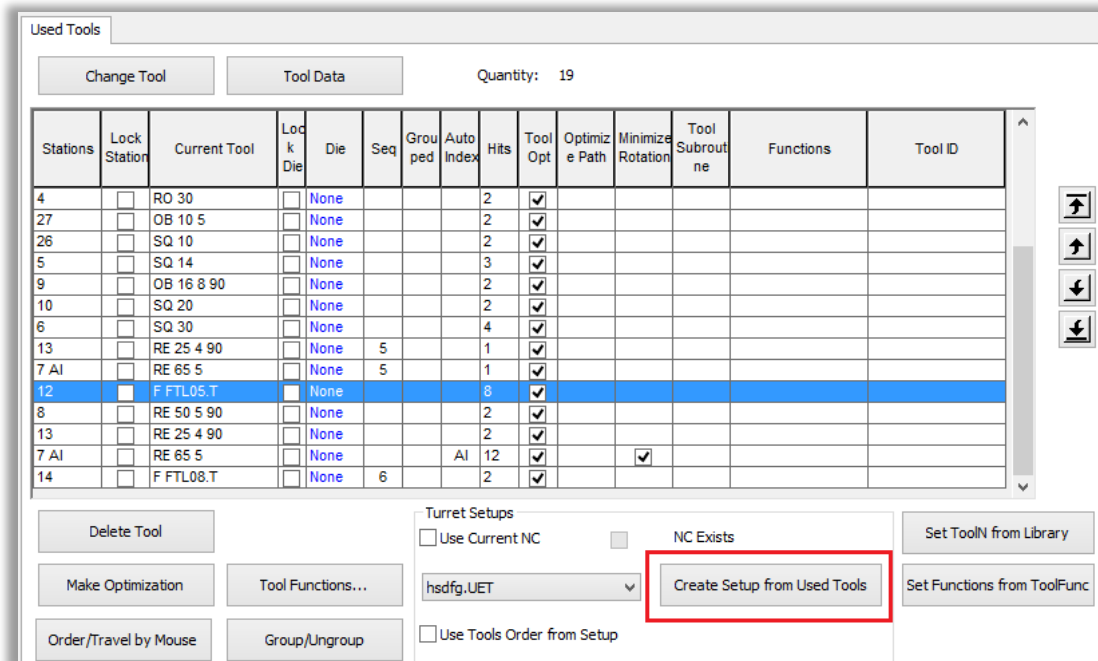 Used Tools
Change Tool Tool Data Quantity: 19
Stations Lock Station Current Tool Loc k Die Die Seq Grou ped Auto Index Hits Tool Opt Optimiz e Path Minimize Rotation Tool Subrout ne Functions Tool ID
4 RO 30 None 2
27 OB 10 5 None 2
26 SQ 10 None 2
5 SQ 14 None 3
9 OB 16 8 90 None 2
10 SQ 20 None 2
6 SQ 30 None 4
13 RE 25 4 90 None 5 1
7 AI RE 65 5 None 5 1
12 F FTL05.T None 8
8 RE 50 5 90 None 2
13 RE 25 4 90 None 2
7 AI RE 65 5 None AI 12
14 F FTL08.T None 6 2
Turret Setups
Delete Tool Use Current NC NC Exists Set ToolN from Library
Make Optimization Tool Functions... hsdfg.UET Create Setup from Used Tools Set Functions from ToolFunc
Order/Travel by Mouse Group/Ungroup Use Tools Order from Setup